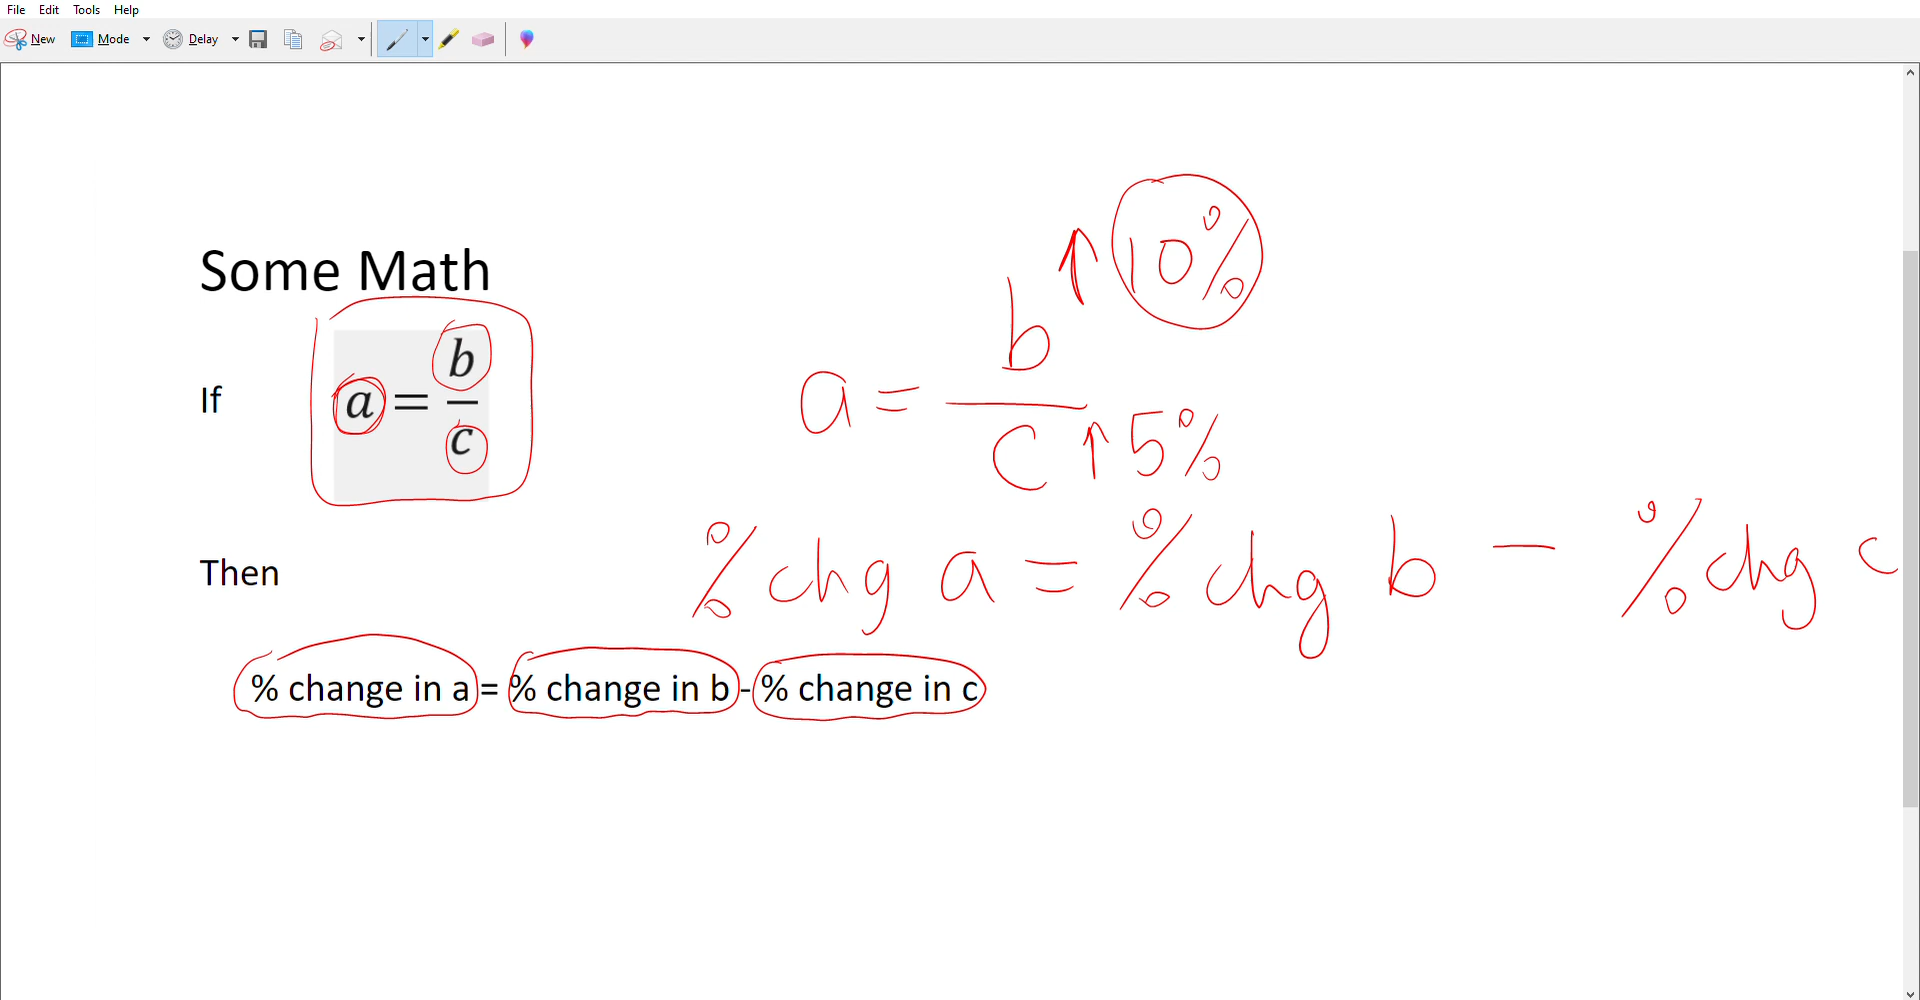 File Edit Tools Help
New Mode Delay
Some Math
If
a = b/c
a = b ↑ 10% / c ↑ 5%
Then
% chg a = % chg b − % chg c
% change in a = % change in b - % change in c